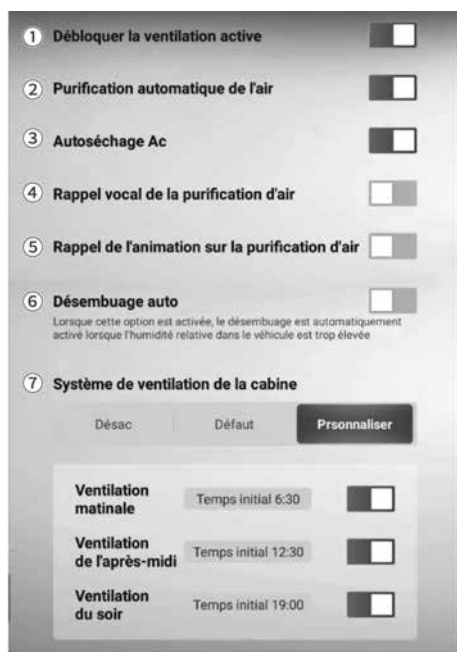 ① Débloquer la ventilation active
② Purification automatique de l'air
③ Autoséchage Ac
④ Rappel vocal de la purification d'air
⑤ Rappel de l'animation sur la purification d'air
⑥ Désembuage auto
Lorsque cette option est activée, le désembuage est automatiquement
activé lorsque l'humidité relative dans le véhicule est trop élevée
⑦ Système de ventilation de la cabine
Désac Défaut Prsonnaliser
Ventilation
matinale Temps initial 6:30
Ventilation
de l'après-midi Temps initial 12:30
Ventilation
du soir Temps initial 19:00